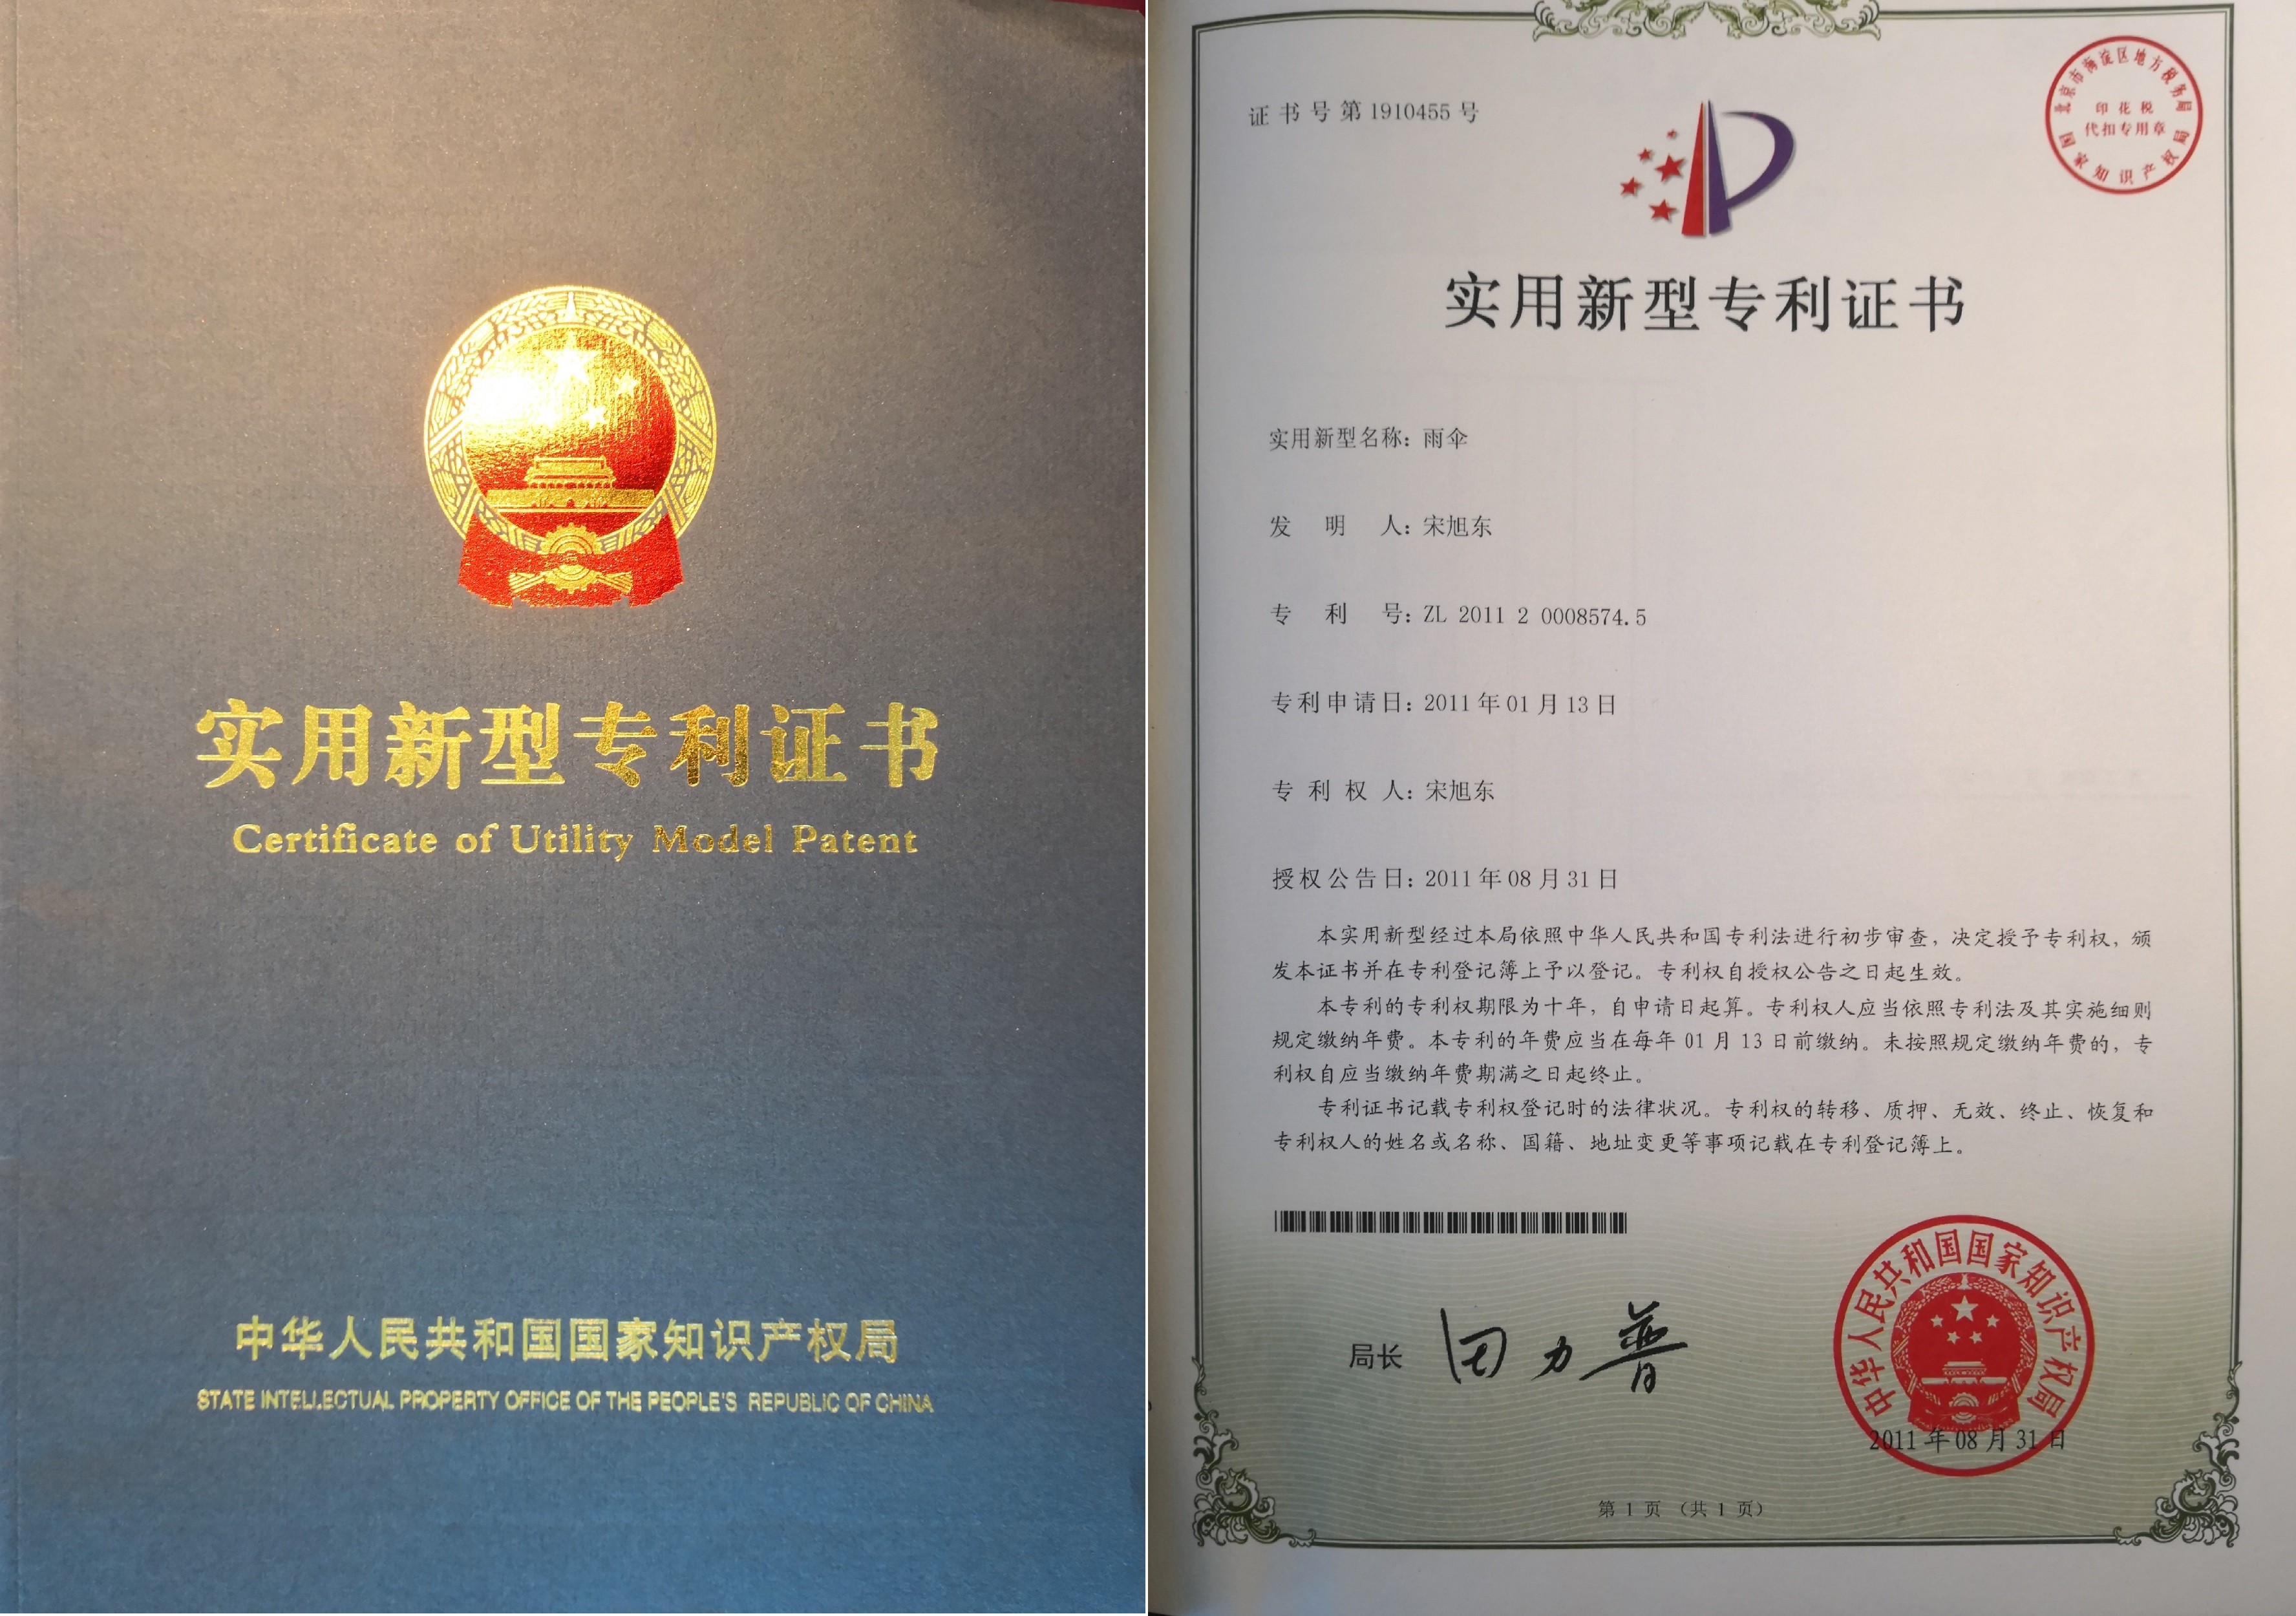 实用新型专利证书
Certificate of Utility Model Patent
中华人民共和国国家知识产权局
STATE INTELLECTUAL PROPERTY OFFICE OF THE PEOPLE'S REPUBLIC OF CHINA
证书号第1910455号
北京市海淀区地方税务局
印花税
代扣专用章
国家知识产权局
实用新型专利证书
实用新型名称：雨伞
发明人：宋旭东
专利号：ZL 2011 2 0008574.5
专利申请日：2011年01月13日
专利权人：宋旭东
授权公告日：2011年08月31日
本实用新型经过本局依照中华人民共和国专利法进行初步审查，决定授予专利权，颁
发本证书并在专利登记簿上予以登记。专利权自授权公告之日起生效。
本专利的专利权期限为十年，自申请日起算。专利权人应当依照专利法及其实施细则
规定缴纳年费。本专利的年费应当在每年01月13日前缴纳。未按照规定缴纳年费的，专
利权自应当缴纳年费期满之日起终止。
专利证书记载专利权登记时的法律状况。专利权的转移、质押、无效、终止、恢复和
专利权人的姓名或名称、国籍、地址变更等事项记载在专利登记簿上。
局长 田力普
中华人民共和国国家知识产权局
2011年08月31日
第1页（共1页）